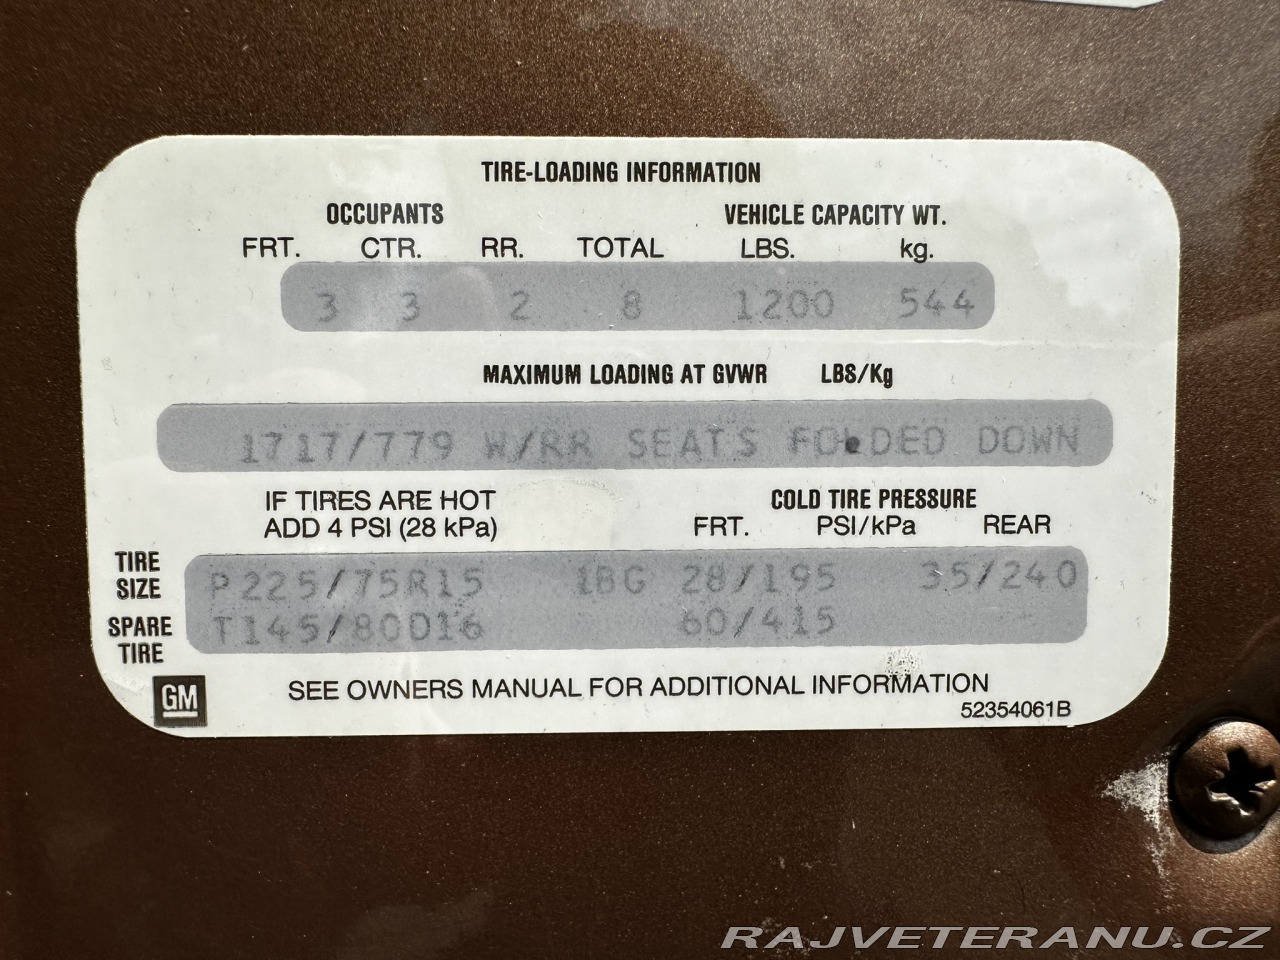 TIRE-LOADING INFORMATION
OCCUPANTS VEHICLE CAPACITY WT.
FRT. CTR. RR. TOTAL LBS. kg.
3 3 2 8 1200 544
MAXIMUM LOADING AT GVWR LBS/Kg
1717/779 W/RR SEATS FOLDED DOWN
IF TIRES ARE HOT COLD TIRE PRESSURE
ADD 4 PSI (28 kPa) FRT. PSI/kPa REAR
TIRE
SIZE P225/75R15 1BG 28/195 35/240
SPARE T145/80D16 60/415
TIRE
GM SEE OWNERS MANUAL FOR ADDITIONAL INFORMATION
52354061B
RAJVETERANU.CZ